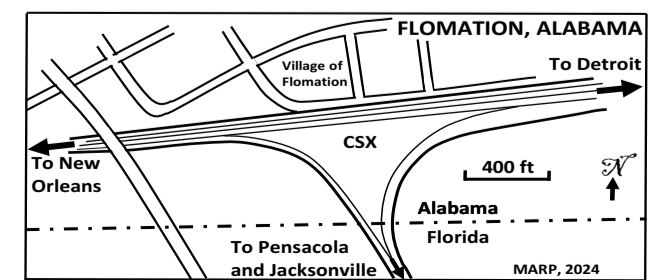 FLOMATION, ALABAMA
Village of
Flomation
To Detroit
CSX
To New
Orleans
400 ft
N
Alabama
Florida
To Pensacola
and Jacksonville
MARP, 2024